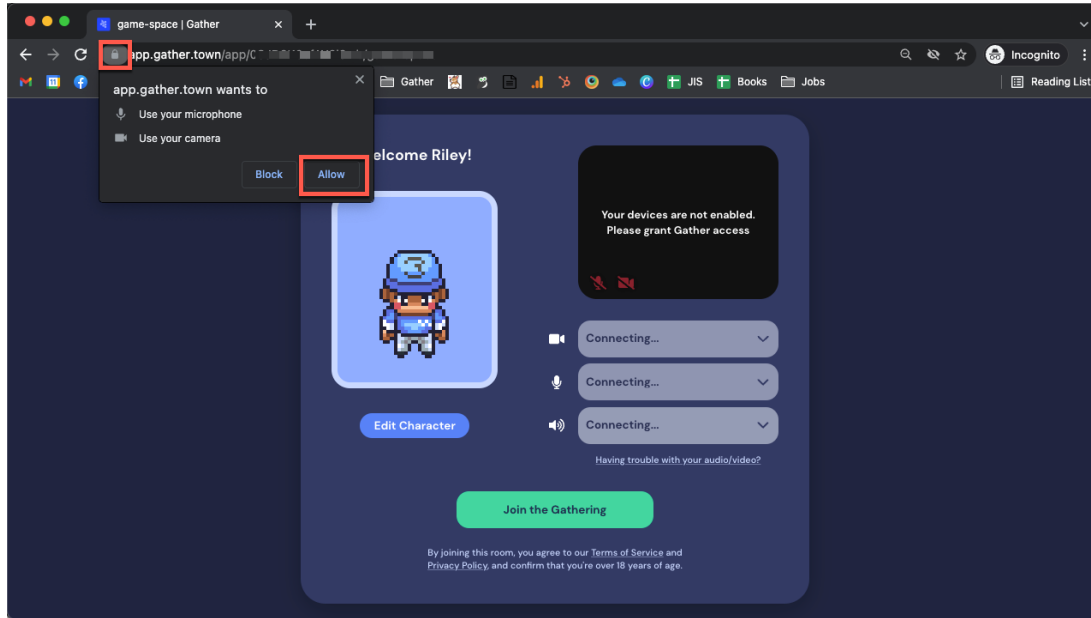 game-space | Gather
app.gather.town/app/
Incognito
Gather
JIS
Books
Jobs
Reading List
app.gather.town wants to
Use your microphone
Use your camera
Block
Allow
elcome Riley!
Your devices are not enabled.
Please grant Gather access
Connecting...
Connecting...
Connecting...
Edit Character
Having trouble with your audio/video?
Join the Gathering
By joining this room, you agree to our Terms of Service and
Privacy Policy, and confirm that you're over 18 years of age.